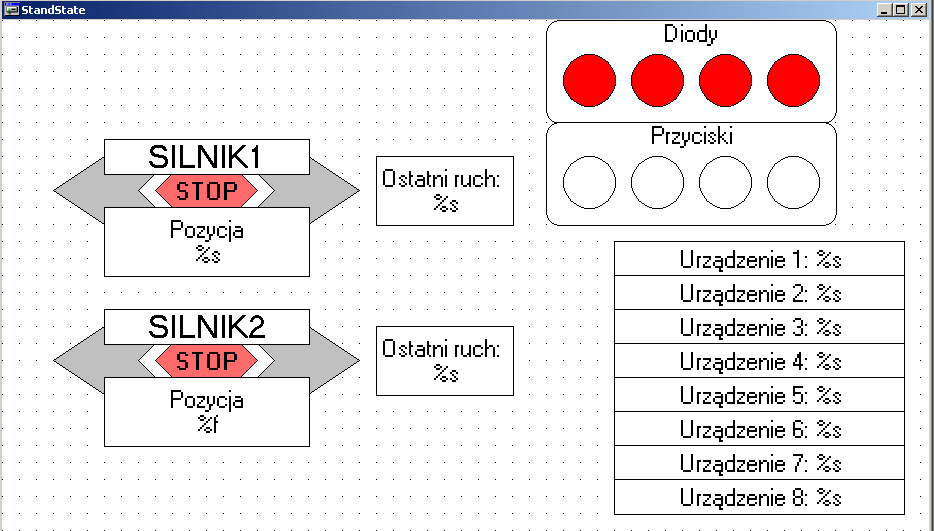 StandState
Diody
Przyciski
SILNIK1
STOP
Pozycja
%s
Ostatni ruch:
%s
SILNIK2
STOP
Pozycja
%f
Ostatni ruch:
%s
Urządzenie 1: %s
Urządzenie 2: %s
Urządzenie 3: %s
Urządzenie 4: %s
Urządzenie 5: %s
Urządzenie 6: %s
Urządzenie 7: %s
Urządzenie 8: %s